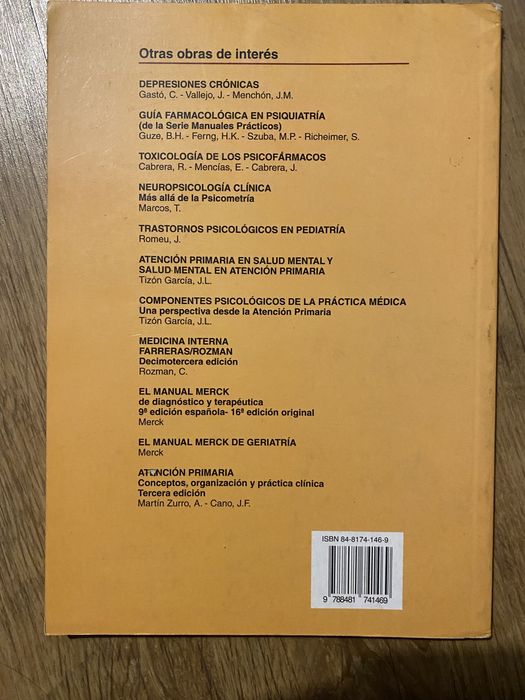 Otras obras de interés
DEPRESIONES CRÓNICAS
Gastó, C. - Vallejo, J. - Menchón, J.M.
GUÍA FARMACOLÓGICA EN PSIQUIATRÍA
(de la Serie Manuales Prácticos)
Guze, B.H. - Ferng, H.K. - Szuba, M.P. - Richeimer, S.
TOXICOLOGÍA DE LOS PSICOFÁRMACOS
Cabrera, R. - Mencías, E. - Cabrera, J.
NEUROPSICOLOGÍA CLÍNICA
Más allá de la Psicometría
Marcos, T.
TRASTORNOS PSICOLÓGICOS EN PEDIATRÍA
Romeu, J.
ATENCIÓN PRIMARIA EN SALUD MENTAL Y
SALUD MENTAL EN ATENCIÓN PRIMARIA
Tizón García, J.L.
COMPONENTES PSICOLÓGICOS DE LA PRÁCTICA MÉDICA
Una perspectiva desde la Atención Primaria
Tizón García, J.L.
MEDICINA INTERNA
FARRERAS/ROZMAN
Decimotercera edición
Rozman, C.
EL MANUAL MERCK
de diagnóstico y terapéutica
9ª edición española- 16ª edición original
Merck
EL MANUAL MERCK DE GERIATRÍA
Merck
ATENCIÓN PRIMARIA
Conceptos, organización y práctica clínica
Tercera edición
Martín Zurro, A. - Cano, J.F.
ISBN 84-8174-146-9
9 788481 741469